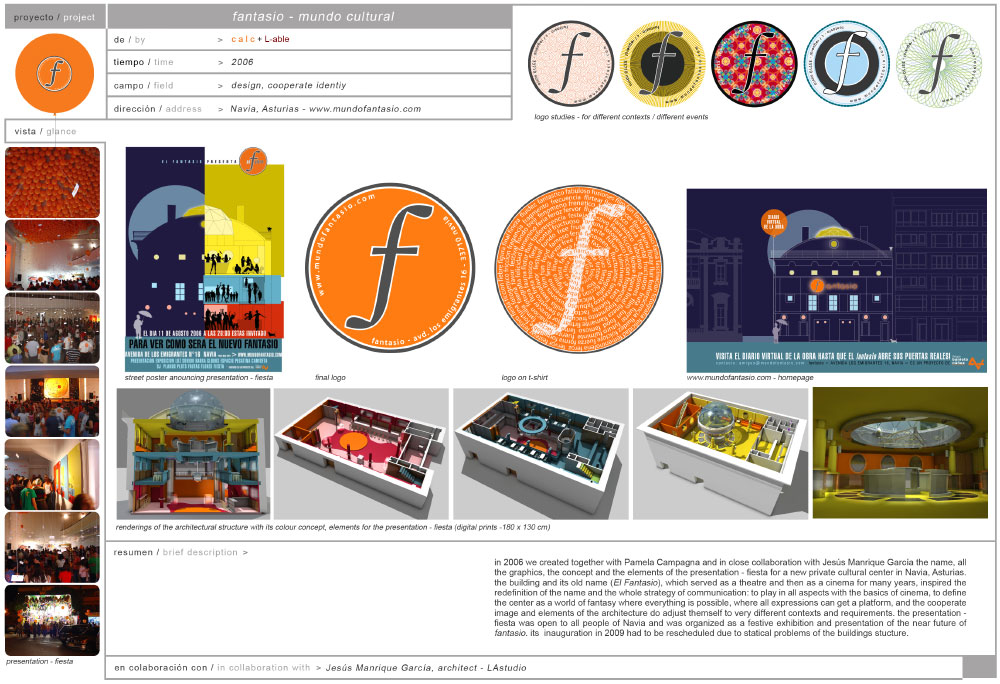 proyecto / project
fantasio - mundo cultural
de / by > c a l c + L-able
tiempo / time > 2006
campo / field > design, cooperate identiy
dirección / address > Navia, Asturias - www.mundofantasio.com
logo studies - for different contexts / different events
vista / glance
EL FANTASIO PRESENTA
EL DIA 11 DE AGOSTO 2006 A LAS 20:00 ESTAS INVITADO
PARA VER COMO SERA EL NUEVO FANTASIO
AVENIDA DE LOS EMIGRANTES Nº16 NAVIA > WWW.MUNDOFANTASIO.COM
street poster anouncing presentation - fiesta
www.mundofantasio.com
f
fantasio - avd. los emigrantes 16, - 33710 Navia
final logo
f
logo on t-shirt
DIARIO
VIRTUAL
DE LA OBRA
fantasio
VISITA EL DIARIO VIRTUAL DE LA OBRA HASTA QUE EL fantasio ABRE SUS PUERTAS REALES!
www.mundofantasio.com - homepage
renderings of the architectural structure with its colour concept, elements for the presentation - fiesta (digital prints -180 x 130 cm)
resumen / brief description >
in 2006 we created together with Pamela Campagna and in close collaboration with Jesús Manrique García the name, all
the graphics, the concept and the elements of the presentation - fiesta for a new private cultural center in Navia, Asturias.
the building and its old name (El Fantasio), which served as a theatre and then as a cinema for many years, inspired the
redefinition of the name and the whole strategy of communication: to play in all aspects with the basics of cinema, to define
the center as a world of fantasy where everything is possible, where all expressions can get a platform, and the cooperate
image and elements of the architecture do adjust themself to very different contexts and requirements. the presentation -
fiesta was open to all people of Navia and was organized as a festive exhibition and presentation of the near future of
fantasio. its inauguration in 2009 had to be rescheduled due to statical problems of the buildings stucture.
presentation - fiesta
en colaboración con / in collaboration with > Jesús Manrique García, architect - LAstudio